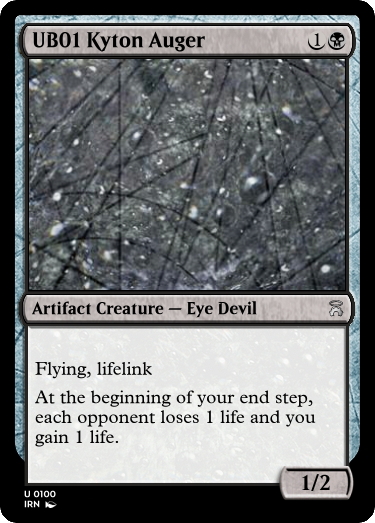 UB01 Kyton Auger 1
Artifact Creature — Eye Devil
Flying, lifelink
At the beginning of your end step,
each opponent loses 1 life and you
gain 1 life.
1/2
U 0100
IRN